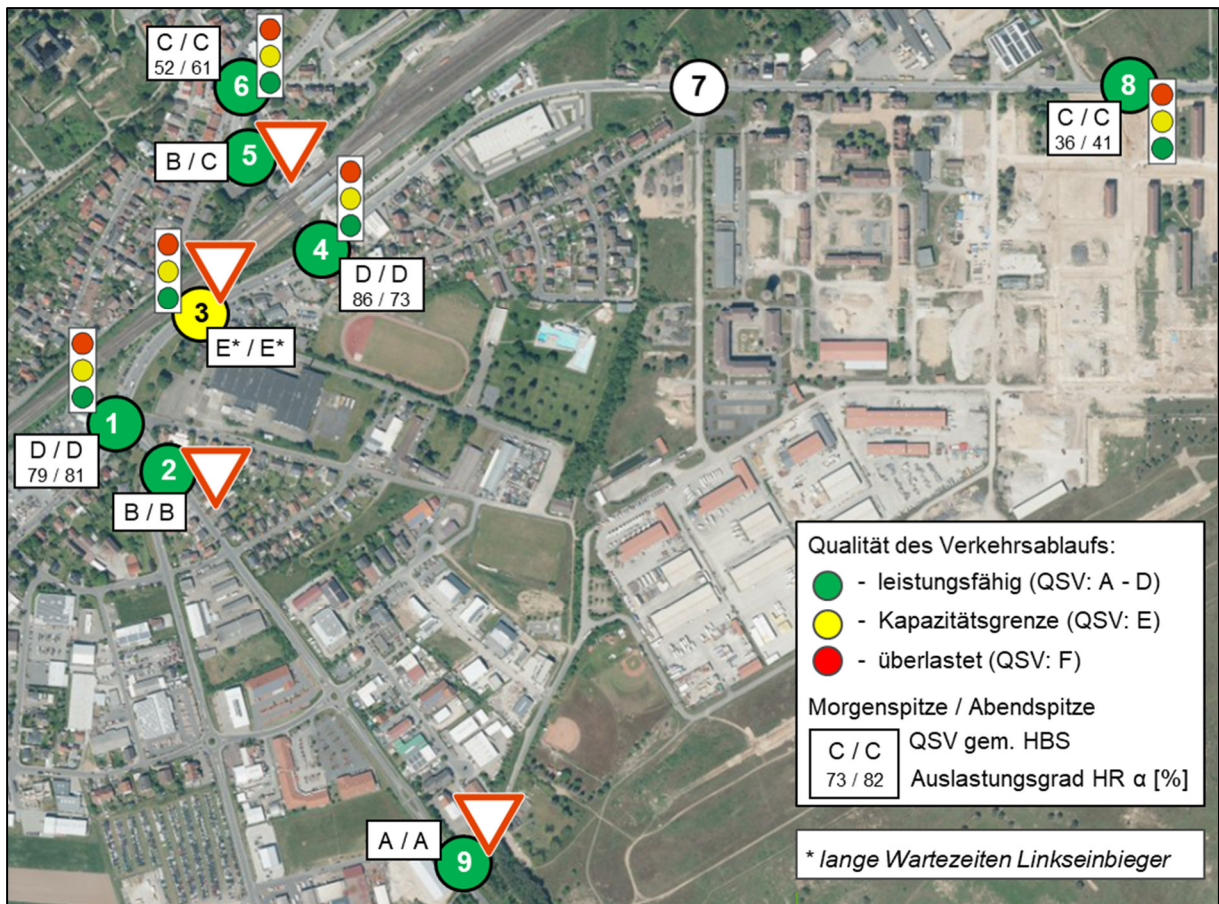 C / C
52 / 61
6
7
8
C / C
36 / 41
B / C
5
4
D / D
86 / 73
3
E* / E*
1
D / D
79 / 81
2
B / B
A / A
9
Qualität des Verkehrsablaufs:
- leistungsfähig (QSV: A - D)
- Kapazitätsgrenze (QSV: E)
- überlastet (QSV: F)
Morgenspitze / Abendspitze
C / C QSV gem. HBS
73 / 82 Auslastungsgrad HR α [%]
* lange Wartezeiten Linkseinbieger